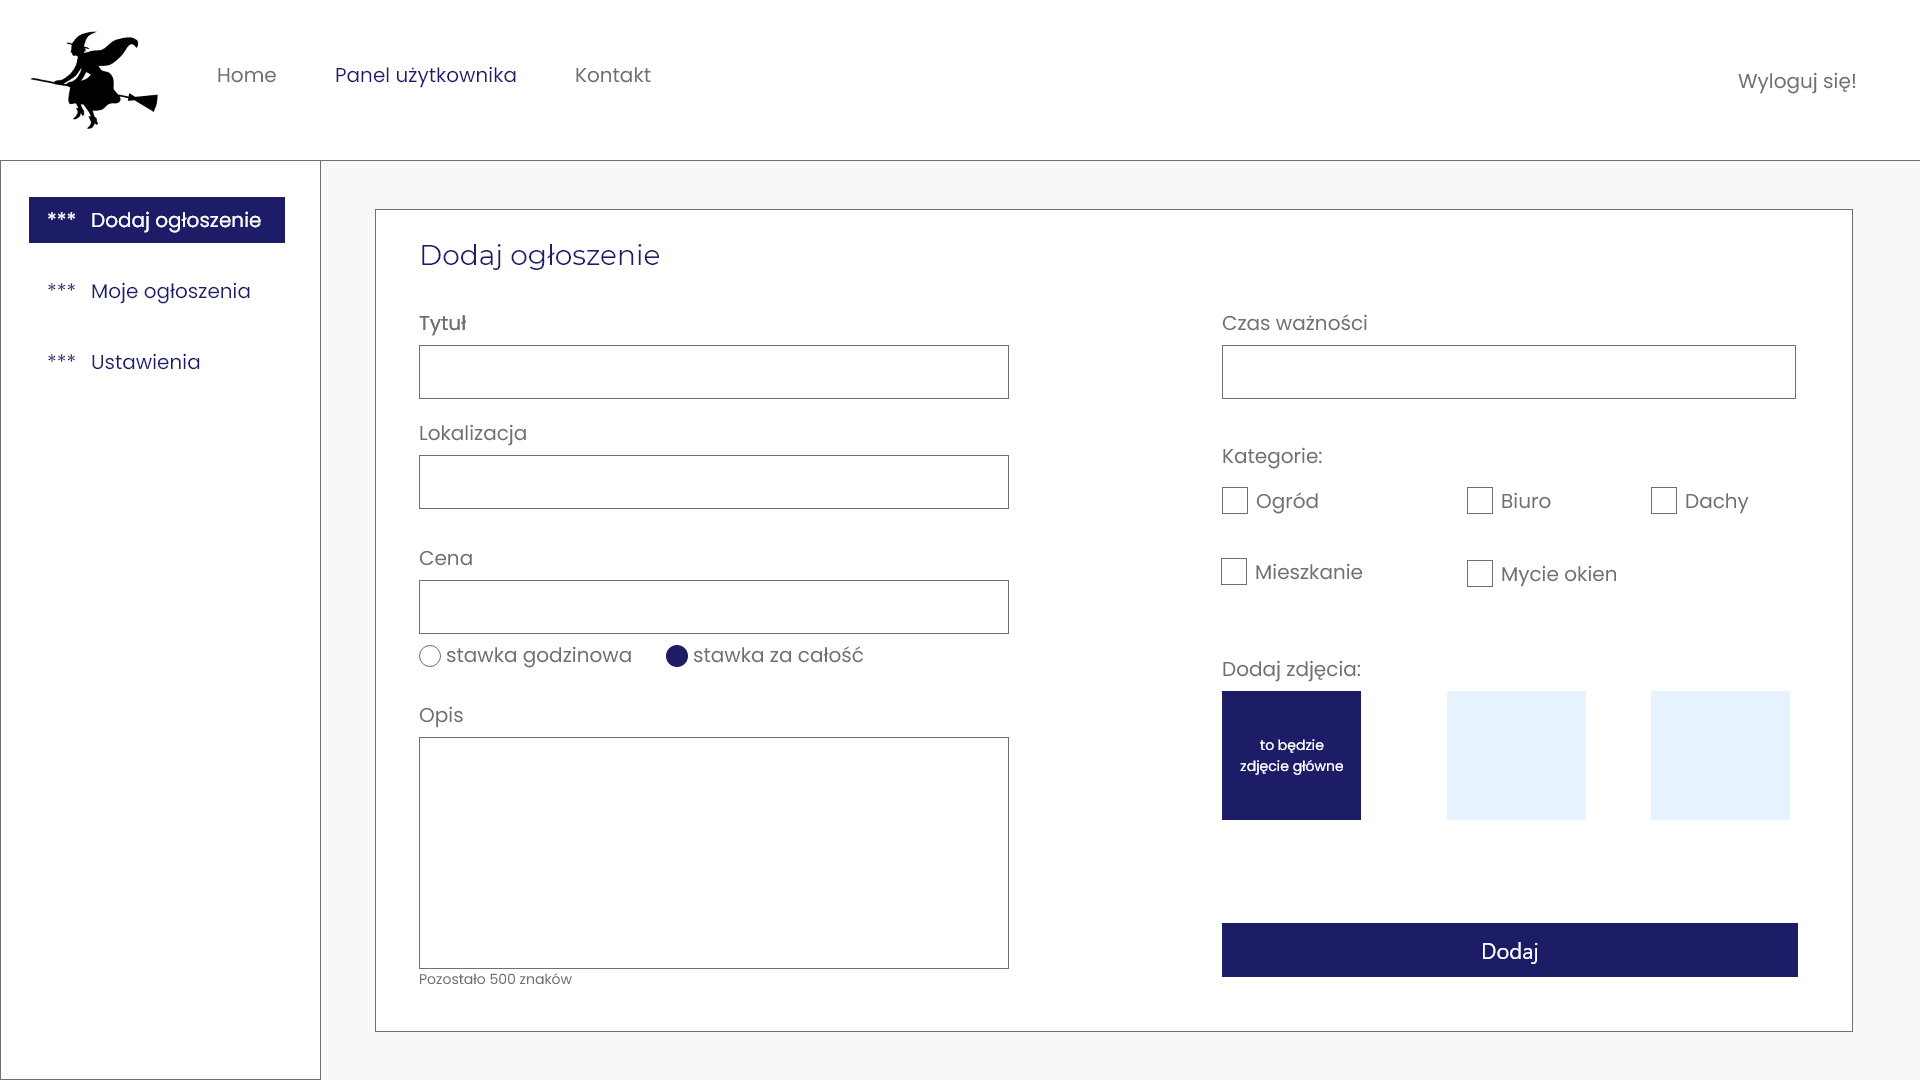 Home
Panel użytkownika
Kontakt
Wyloguj się!
*** Dodaj ogłoszenie
*** Moje ogłoszenia
*** Ustawienia
Dodaj ogłoszenie
Tytuł
Lokalizacja
Cena
stawka godzinowa
stawka za całość
Opis
Pozostało 500 znaków
Czas ważności
Kategorie:
Ogród
Biuro
Dachy
Mieszkanie
Mycie okien
Dodaj zdjęcia:
to będzie
zdjęcie główne
Dodaj